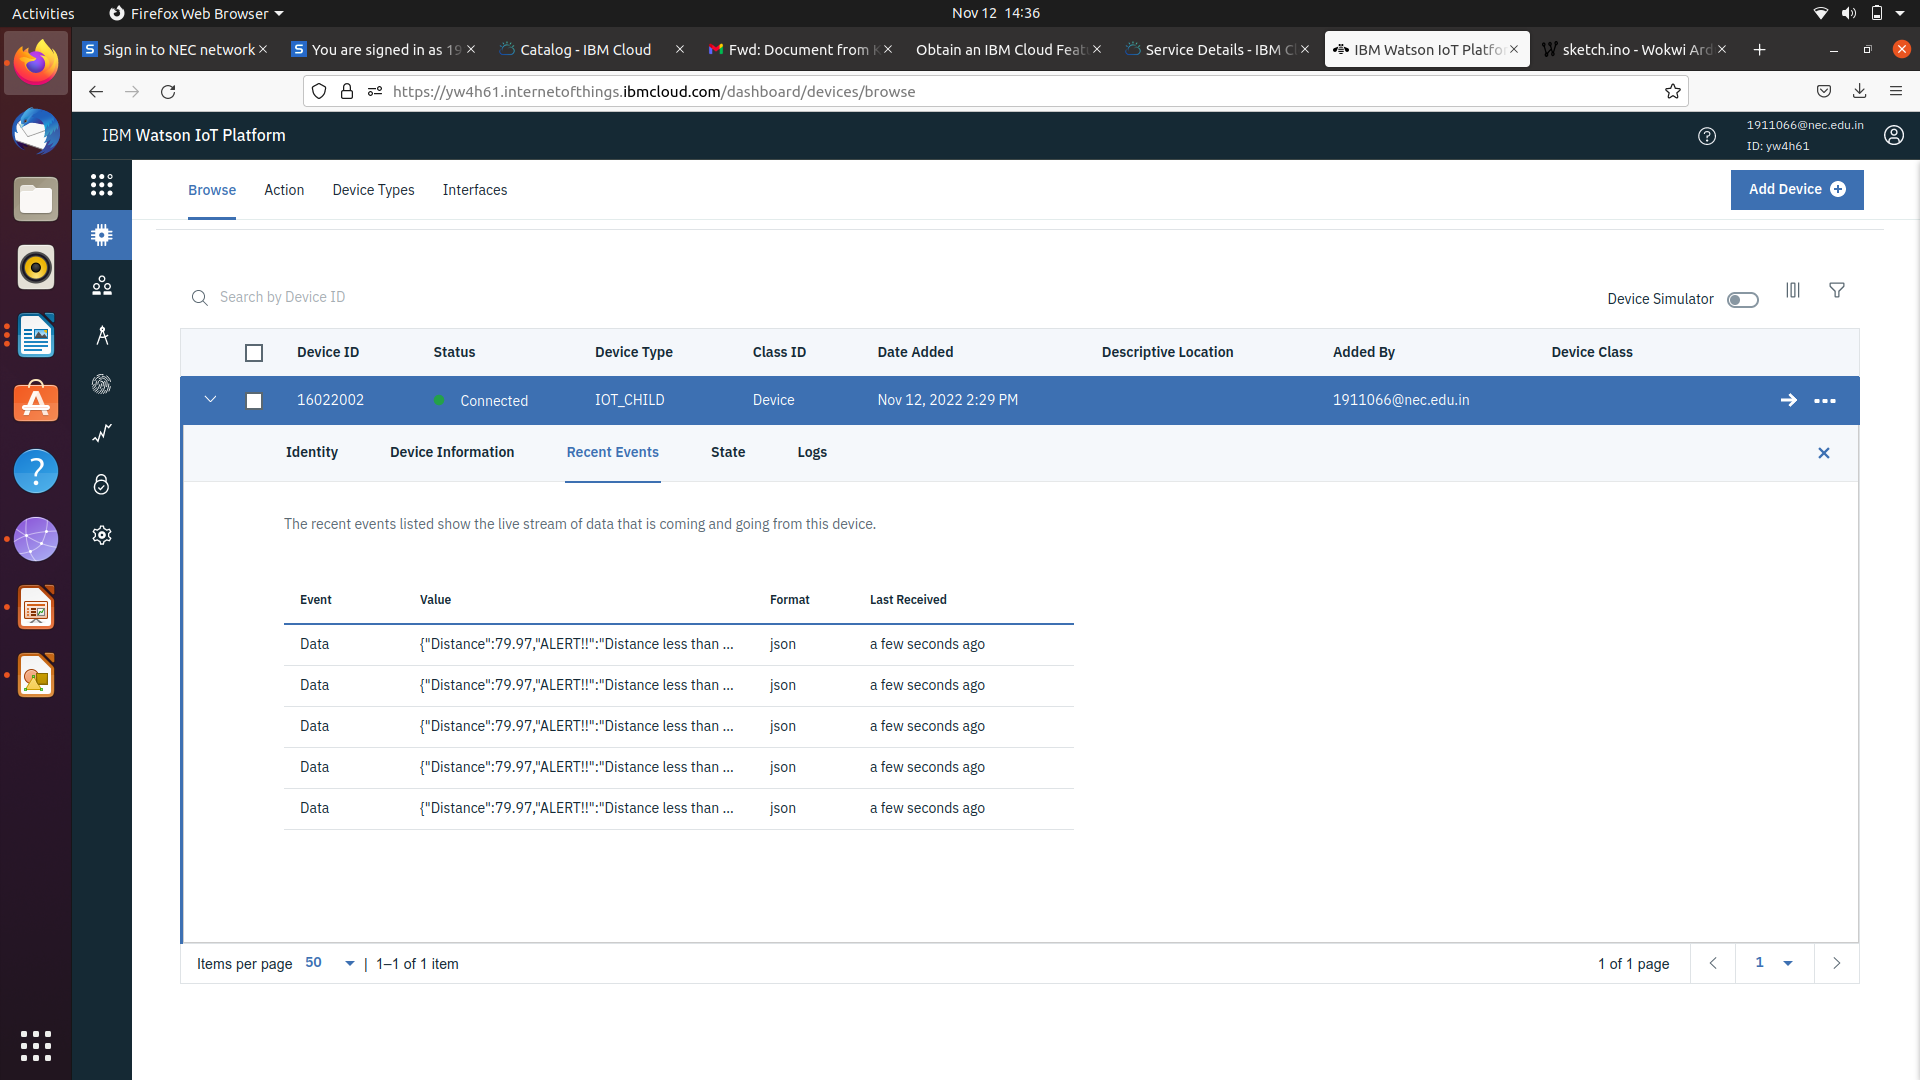 Activities Firefox Web Browser Nov 12 14:36
Sign in to NEC network You are signed in as 19 Catalog - IBM Cloud Fwd: Document from K Obtain an IBM Cloud Feat Service Details - IBM Cl IBM Watson IoT Platfo sketch.ino - Wokwi Ard
https://yw4h61.internetofthings.ibmcloud.com/dashboard/devices/browse
IBM Watson IoT Platform
1911066@nec.edu.in
ID: yw4h61
Browse Action Device Types Interfaces Add Device
Search by Device ID Device Simulator
Device ID Status Device Type Class ID Date Added Descriptive Location Added By Device Class
16022002 Connected IOT_CHILD Device Nov 12, 2022 2:29 PM 1911066@nec.edu.in
Identity Device Information Recent Events State Logs
The recent events listed show the live stream of data that is coming and going from this device.
Event Value Format Last Received
Data {"Distance":79.97,"ALERT!!":"Distance less than ... json a few seconds ago
Data {"Distance":79.97,"ALERT!!":"Distance less than ... json a few seconds ago
Data {"Distance":79.97,"ALERT!!":"Distance less than ... json a few seconds ago
Data {"Distance":79.97,"ALERT!!":"Distance less than ... json a few seconds ago
Data {"Distance":79.97,"ALERT!!":"Distance less than ... json a few seconds ago
Items per page 50 | 1–1 of 1 item 1 of 1 page 1